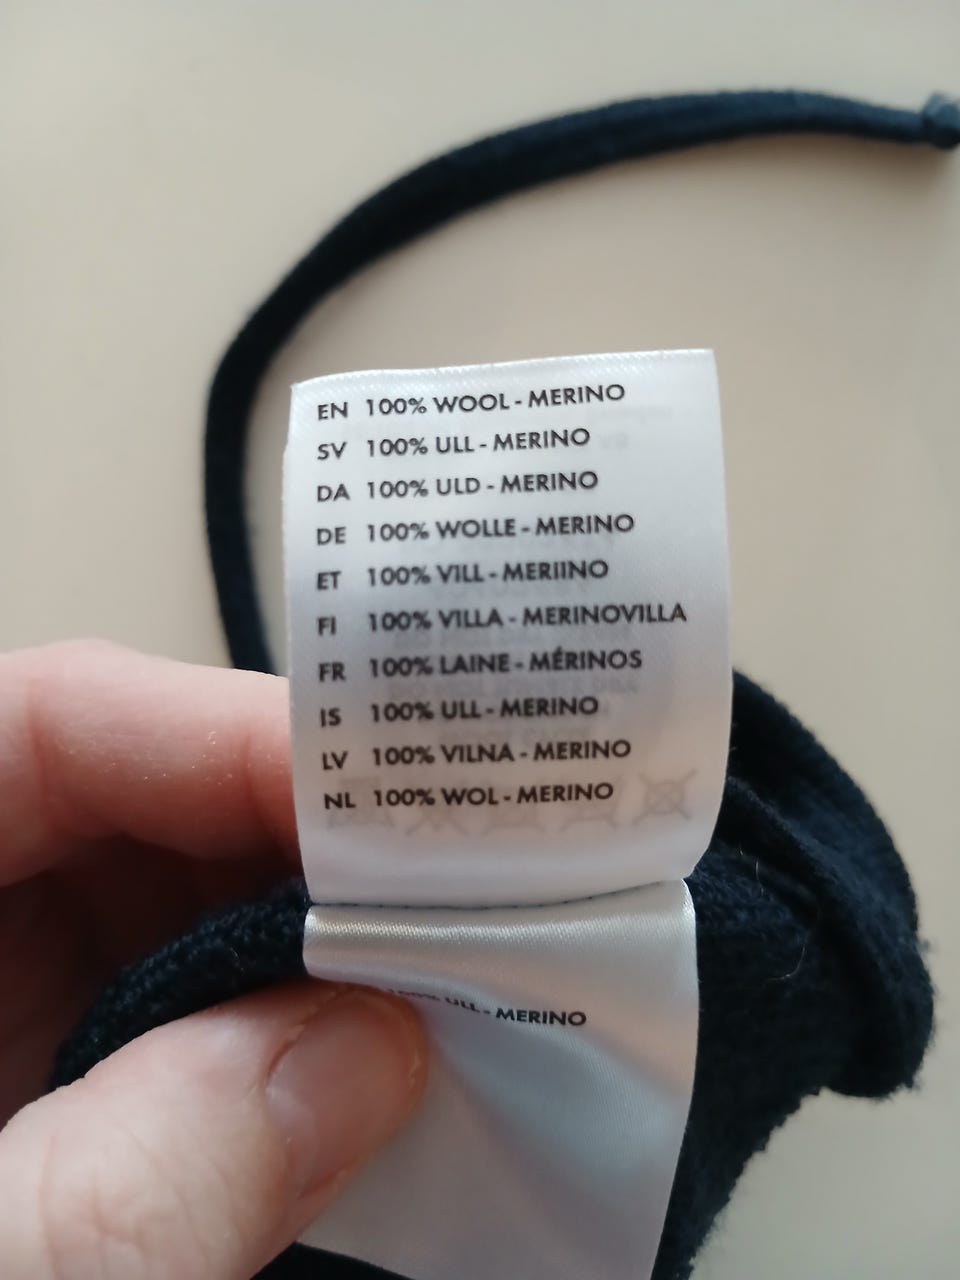 EN 100% WOOL - MERINO
SV 100% ULL - MERINO
DA 100% ULD - MERINO
DE 100% WOLLE - MERINO
ET 100% VILL - MERIINO
FI 100% VILLA - MERINOVILLA
FR 100% LAINE - MÉRINOS
IS 100% ULL - MERINO
LV 100% VILNA - MERINO
NL 100% WOL - MERINO
100% ULL - MERINO